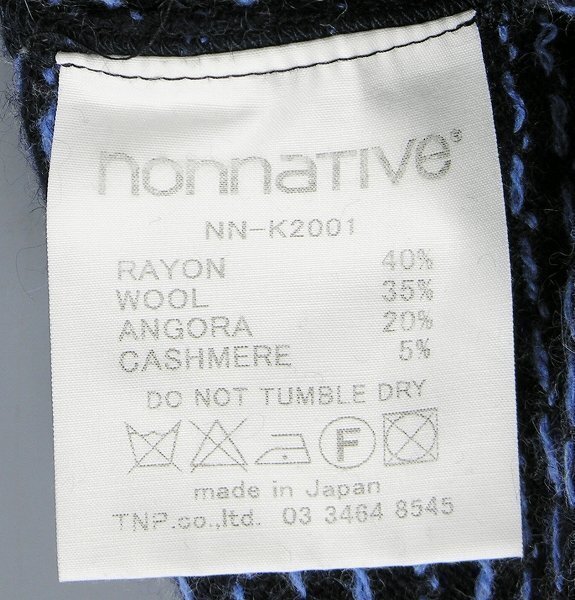 nonnative®
NN-K2001
RAYON 40%
WOOL 35%
ANGORA 20%
CASHMERE 5%
DO NOT TUMBLE DRY
F
made in Japan
TNP.co.,ltd. 03 3464 8545